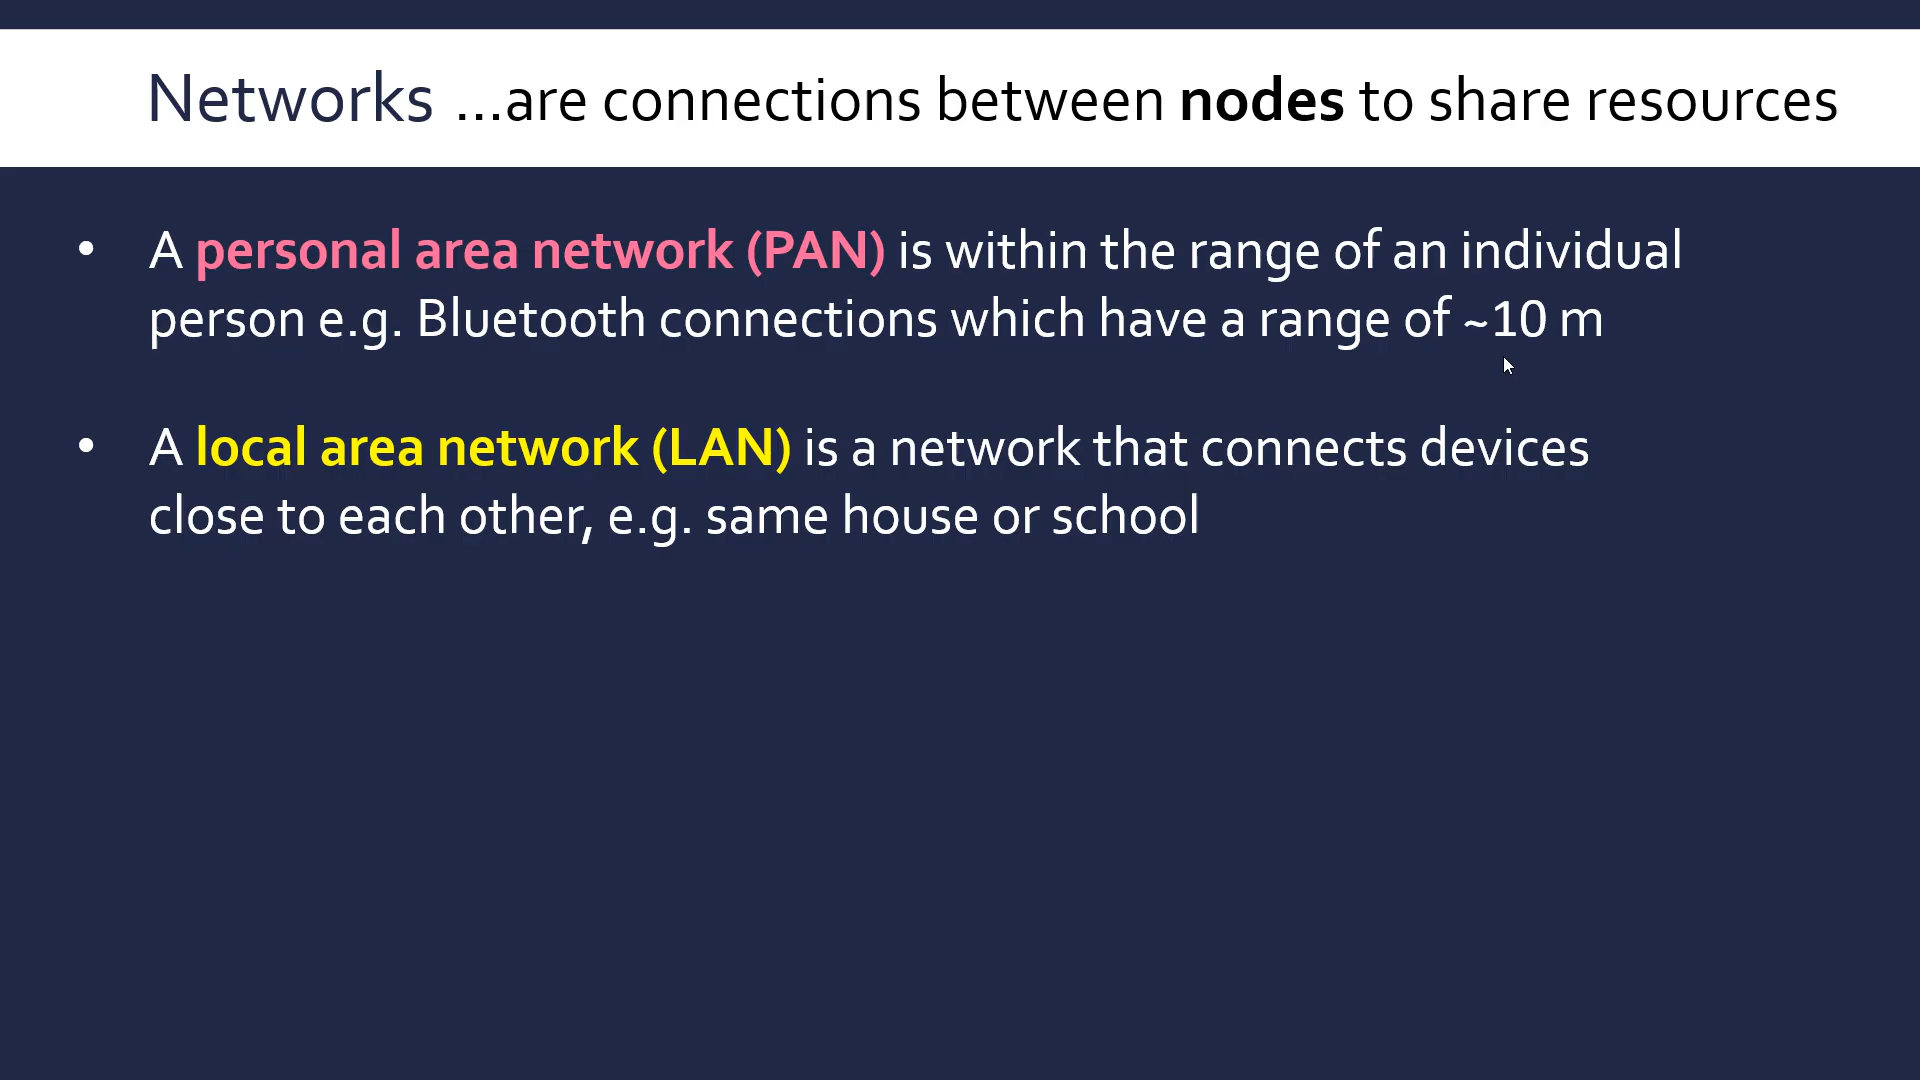 Networks ...are connections between nodes to share resources
• A personal area network (PAN) is within the range of an individual
person e.g. Bluetooth connections which have a range of ~10 m
• A local area network (LAN) is a network that connects devices
close to each other, e.g. same house or school